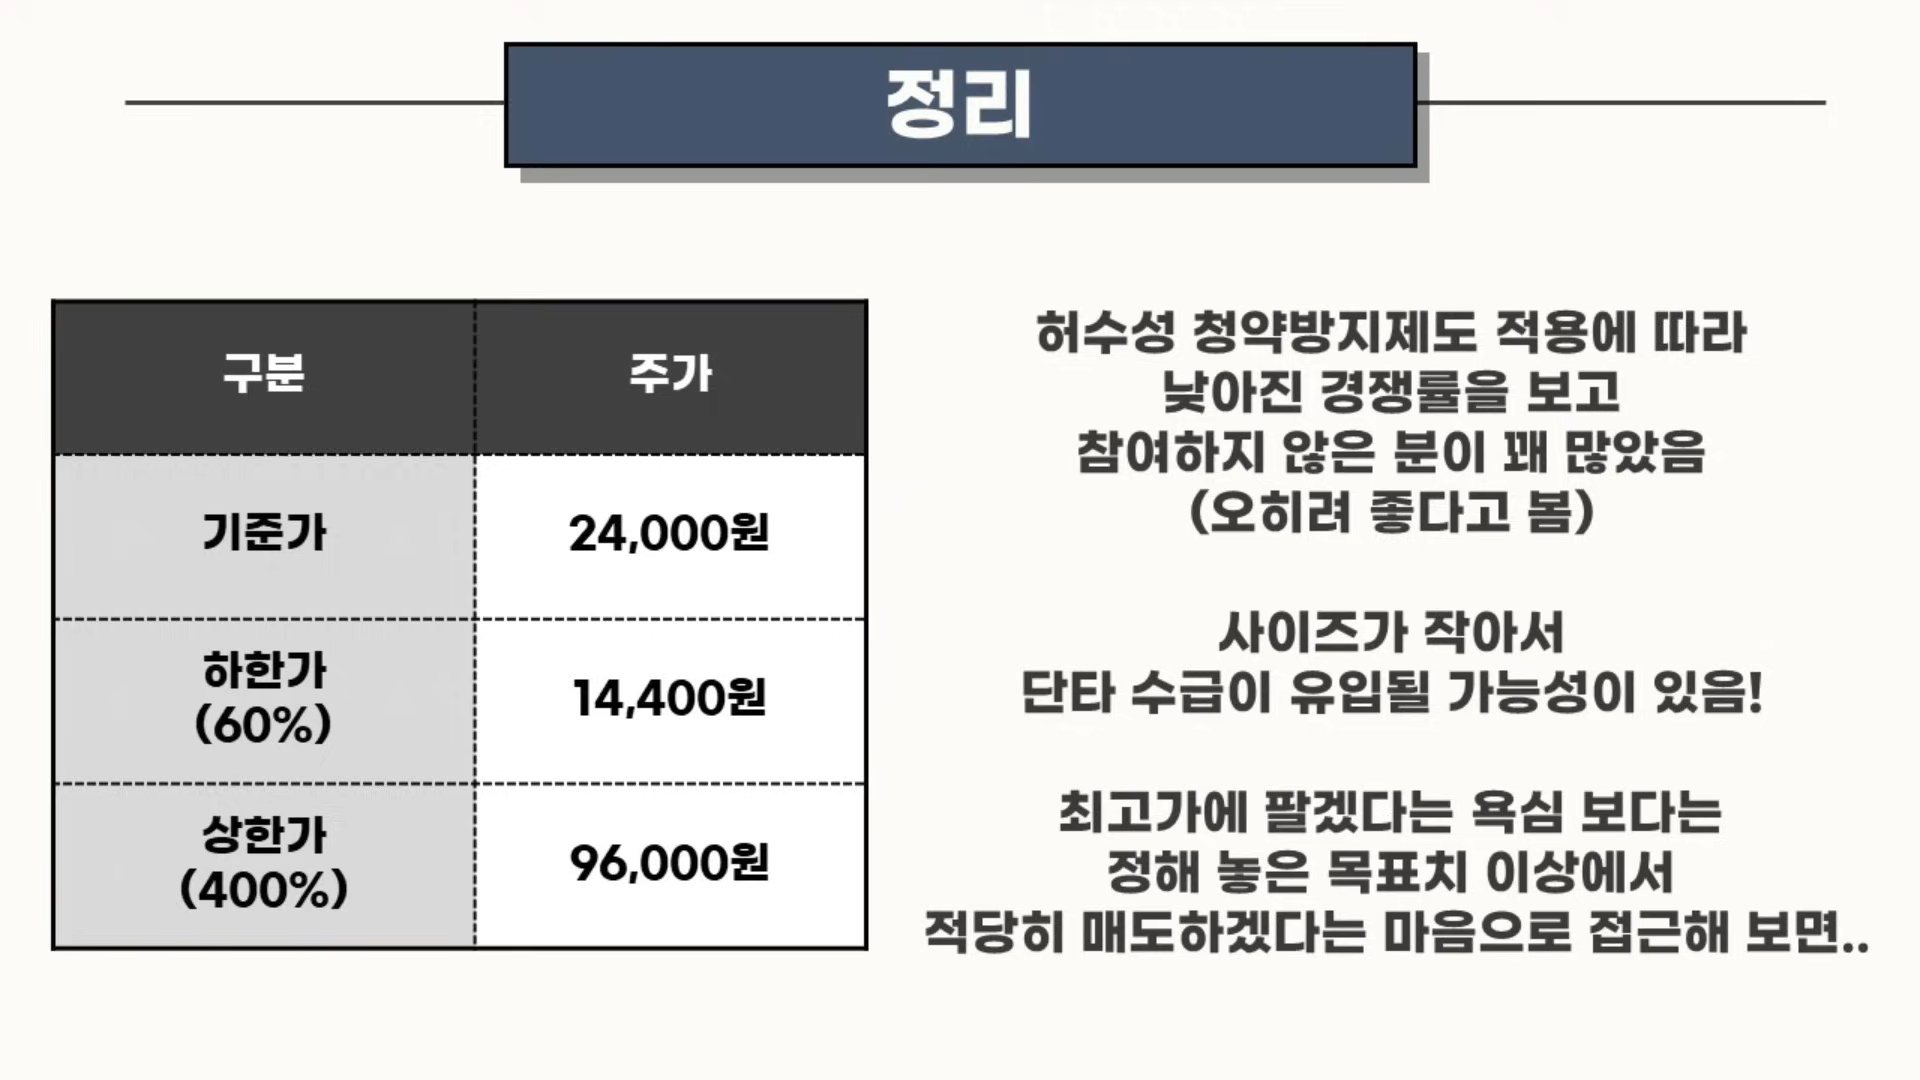 정리
구분 주가
기준가 24,000원
하한가
(60%) 14,400원
상한가
(400%) 96,000원
허수성 청약방지제도 적용에 따라
낮아진 경쟁률을 보고
참여하지 않은 분이 꽤 많았음
(오히려 좋다고 봄)
사이즈가 작아서
단타 수급이 유입될 가능성이 있음!
최고가에 팔겠다는 욕심 보다는
정해 놓은 목표치 이상에서
적당히 매도하겠다는 마음으로 접근해 보면..